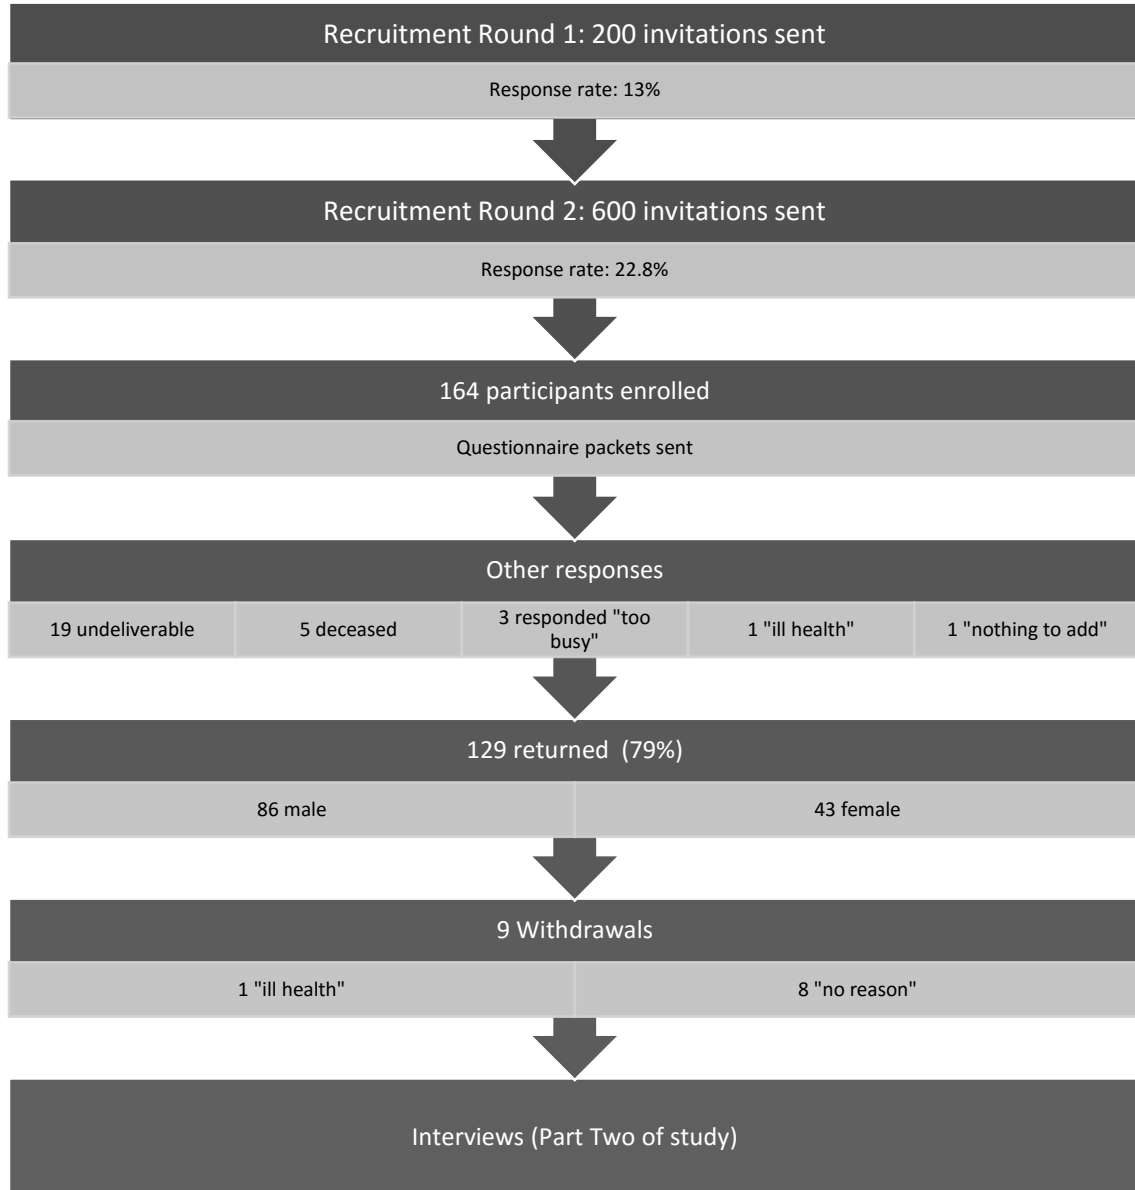 Recruitment Round 1: 200 invitations sent
Response rate: 13%
Recruitment Round 2: 600 invitations sent
Response rate: 22.8%
164 participants enrolled
Questionnaire packets sent
Other responses
19 undeliverable
5 deceased
3 responded "too
busy"
1 "ill health"
1 "nothing to add"
129 returned  (79%)
86 male
43 female
9 Withdrawals
1 "ill health"
8 "no reason"
Interviews (Part Two of study)